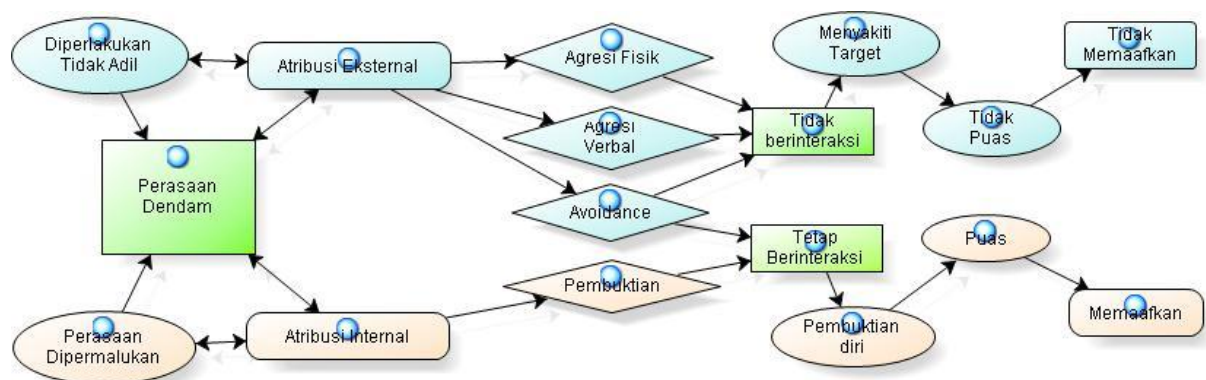 Diperlakukan
Tidak Adil
Atribusi Eksternal
Agresi Fisik
Menyakiti
Target
Tidak
Memaafkan
Agresi
Verbal
Tidak
berinteraksi
Tidak
Puas
Perasaan
Dendam
Avoidance
Tetap
Berinteraksi
Puas
Pembuktian
Perasaan
Dipermalukan
Atribusi Internal
Pembuktian
diri
Memaafkan